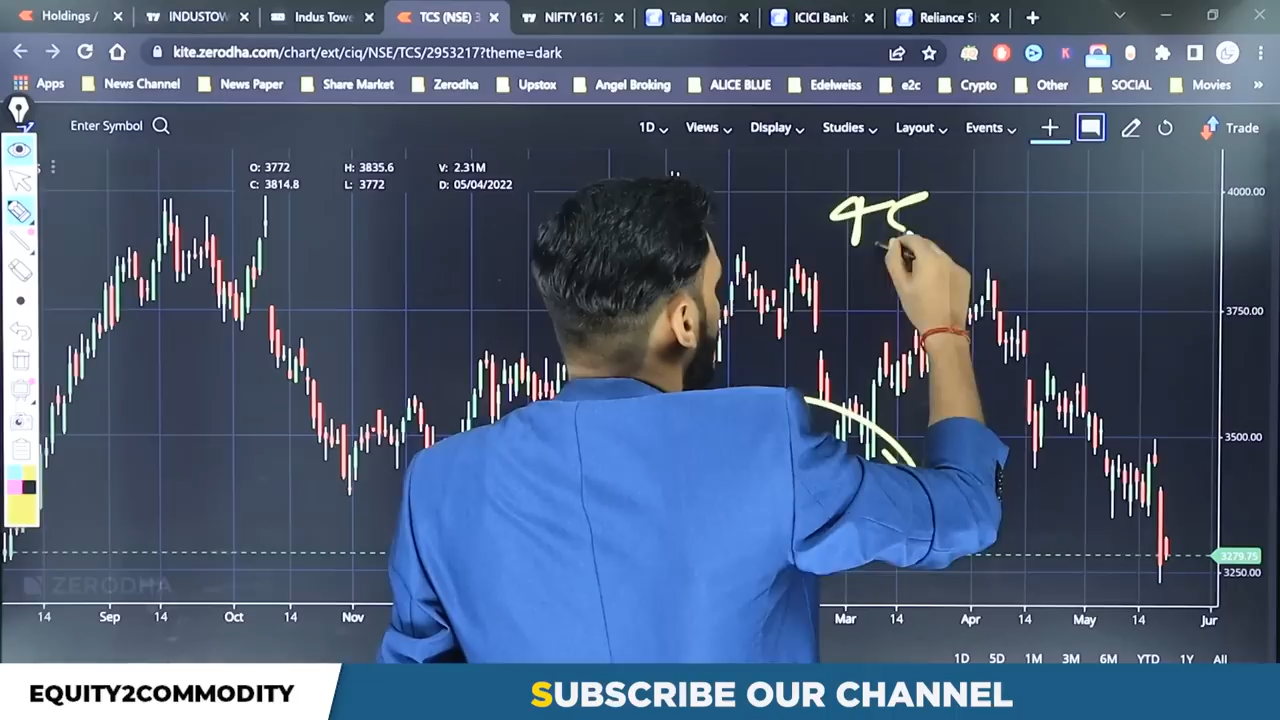 Holdings /
INDUSTOW
Indus Towe
TCS (NSE) 3
NIFTY 1612
Tata Motor
ICICI Bank
Reliance Sh
kite.zerodha.com/chart/ext/ciq/NSE/TCS/2953217?theme=dark
Apps News Channel News Paper Share Market Zerodha Upstox Angel Broking ALICE BLUE Edelweiss e2c Crypto Other SOCIAL Movies »
Enter Symbol 1D Views Display Studies Layout Events Trade
O: 3772 H: 3835.6 V: 2.31M
C: 3814.8 L: 3772 D: 05/04/2022
4000.00
45
3750.00
3500.00
3279.75
3250.00
ZERODHA
14 Sep 14 Oct 14 Nov Mar 14 Apr 14 May 14 Jun
1D 5D 1M 3M 6M YTD 1Y All
EQUITY2COMMODITY
SUBSCRIBE OUR CHANNEL